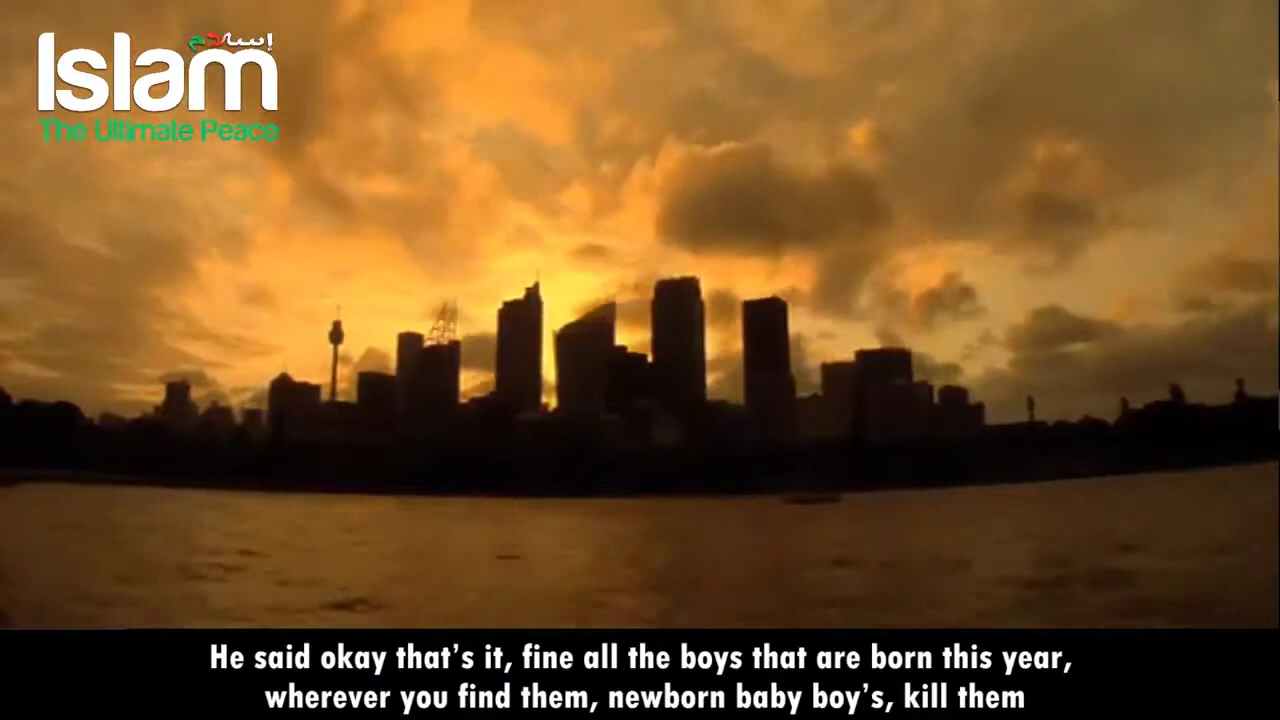 إسلام
Islam
The Ultimate Peace
He said okay that's it, fine all the boys that are born this year,
wherever you find them, newborn baby boy's, kill them